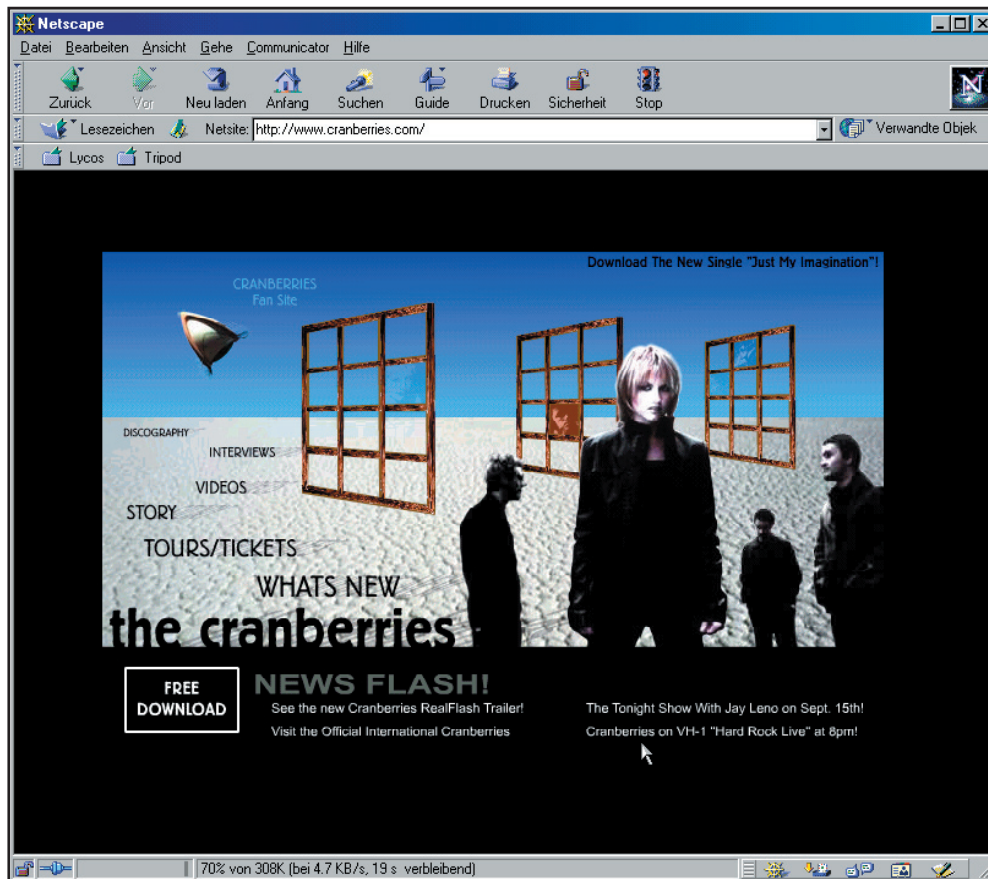 Netscape
Datei Bearbeiten Ansicht Gehe Communicator Hilfe
Zurück Vor Neu laden Anfang Suchen Guide Drucken Sicherheit Stop
N
Lesezeichen Netsite: http://www.cranberries.com/ Verwandte Objek
Lycos Tripod
Download The New Single "Just My Imagination"!
CRANBERRIES
Fan Site
DISCOGRAPHY
INTERVIEWS
VIDEOS
STORY
TOURS/TICKETS
WHATS NEW
the cranberries
FREE
DOWNLOAD
NEWS FLASH!
See the new Cranberries RealFlash Trailer! The Tonight Show With Jay Leno on Sept. 15th!
Visit the Official International Cranberries Cranberries on VH-1 "Hard Rock Live" at 8pm!
70% von 308K (bei 4.7 KB/s, 19 s verbleibend)